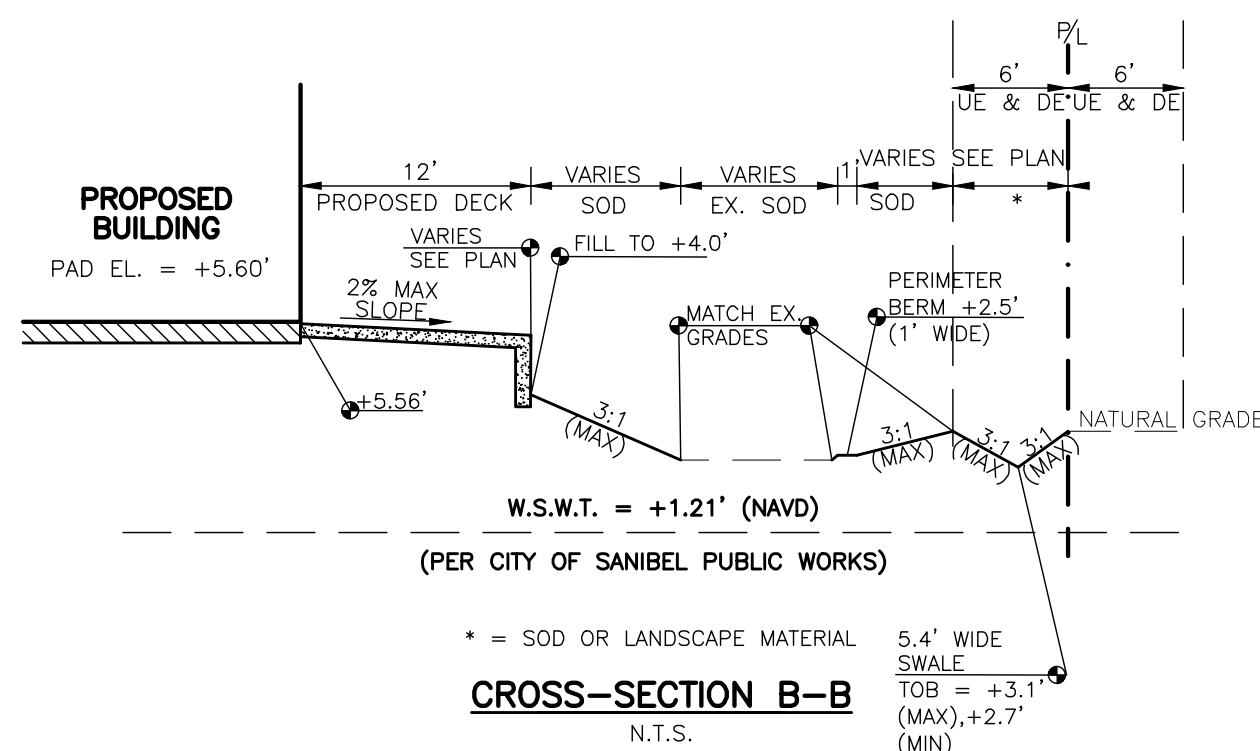 P/L
6' 6'
UE & DE UE & DE
12' VARIES VARIES 1' VARIES SEE PLAN
PROPOSED DECK SOD EX. SOD SOD *
PROPOSED
BUILDING
PAD EL. = +5.60'
VARIES
SEE PLAN
FILL TO +4.0'
2% MAX
SLOPE
MATCH EX.
GRADES
PERIMETER
BERM +2.5'
(1' WIDE)
+5.56'
3:1
(MAX)
3:1
(MAX)
3:1
(MAX)
3:1
(MAX)
NATURAL GRADE
W.S.W.T. = +1.21' (NAVD)
(PER CITY OF SANIBEL PUBLIC WORKS)
* = SOD OR LANDSCAPE MATERIAL
5.4' WIDE
SWALE
TOB = +3.1'
(MAX),+2.7'
(MIN)
CROSS-SECTION B-B
N.T.S.